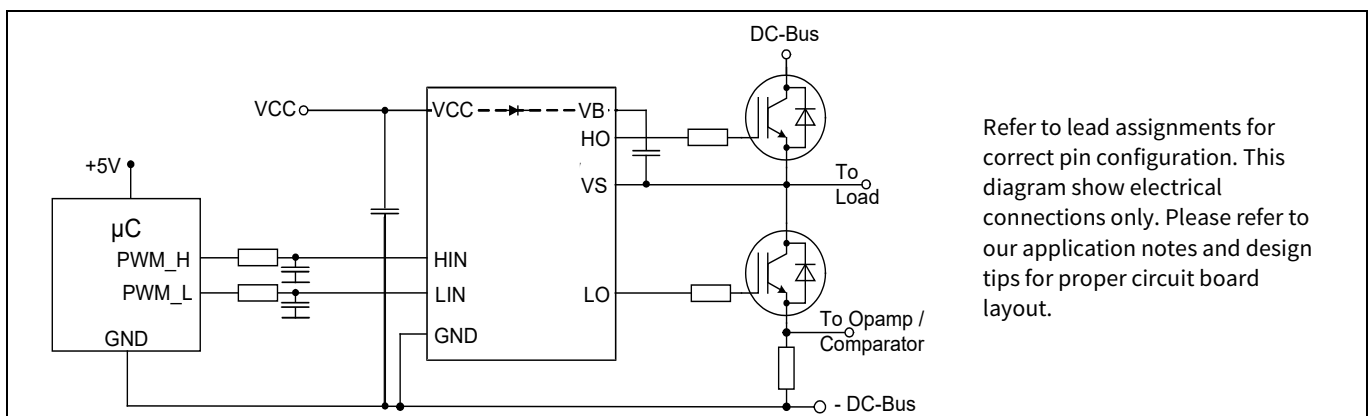 DC-Bus
VCC
VCC
VB
HO
+5V
VS
To
Load
µC
PWM_H
HIN
PWM_L
LIN
LO
GND
GND
To Opamp /
Comparator
- DC-Bus
Refer to lead assignments for
correct pin configuration. This
diagram show electrical
connections only. Please refer to
our application notes and design
tips for proper circuit board
layout.